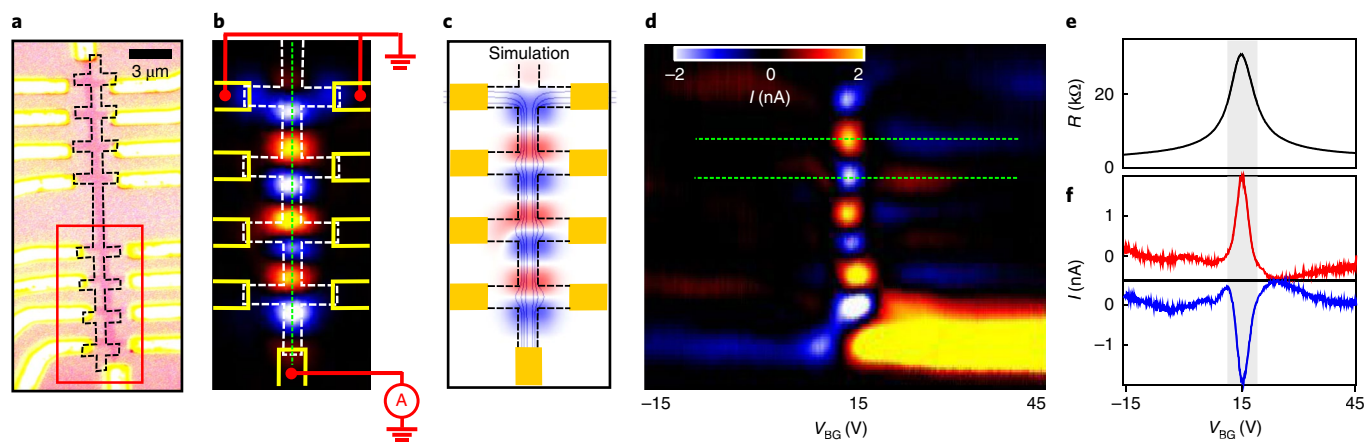 a
3 μm
b
A
c
Simulation
d
−2
0
2
I (nA)
−15
15
45
V_BG (V)
e
R (kΩ)
20
0
f
I (nA)
1
0
0
−1
−15
15
45
V_BG (V)